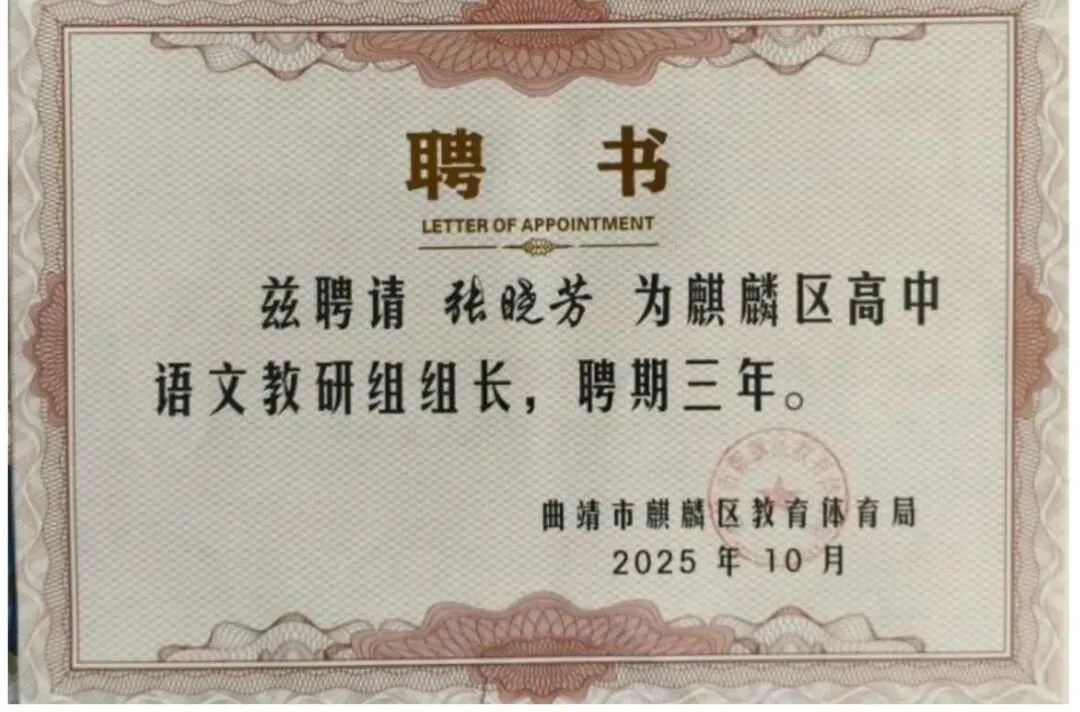 聘 书
LETTER OF APPOINTMENT
兹聘请 张晓芳 为麒麟区高中
语文教研组组长，聘期三年。
曲靖市麒麟区教育体育局
2025 年 10 月